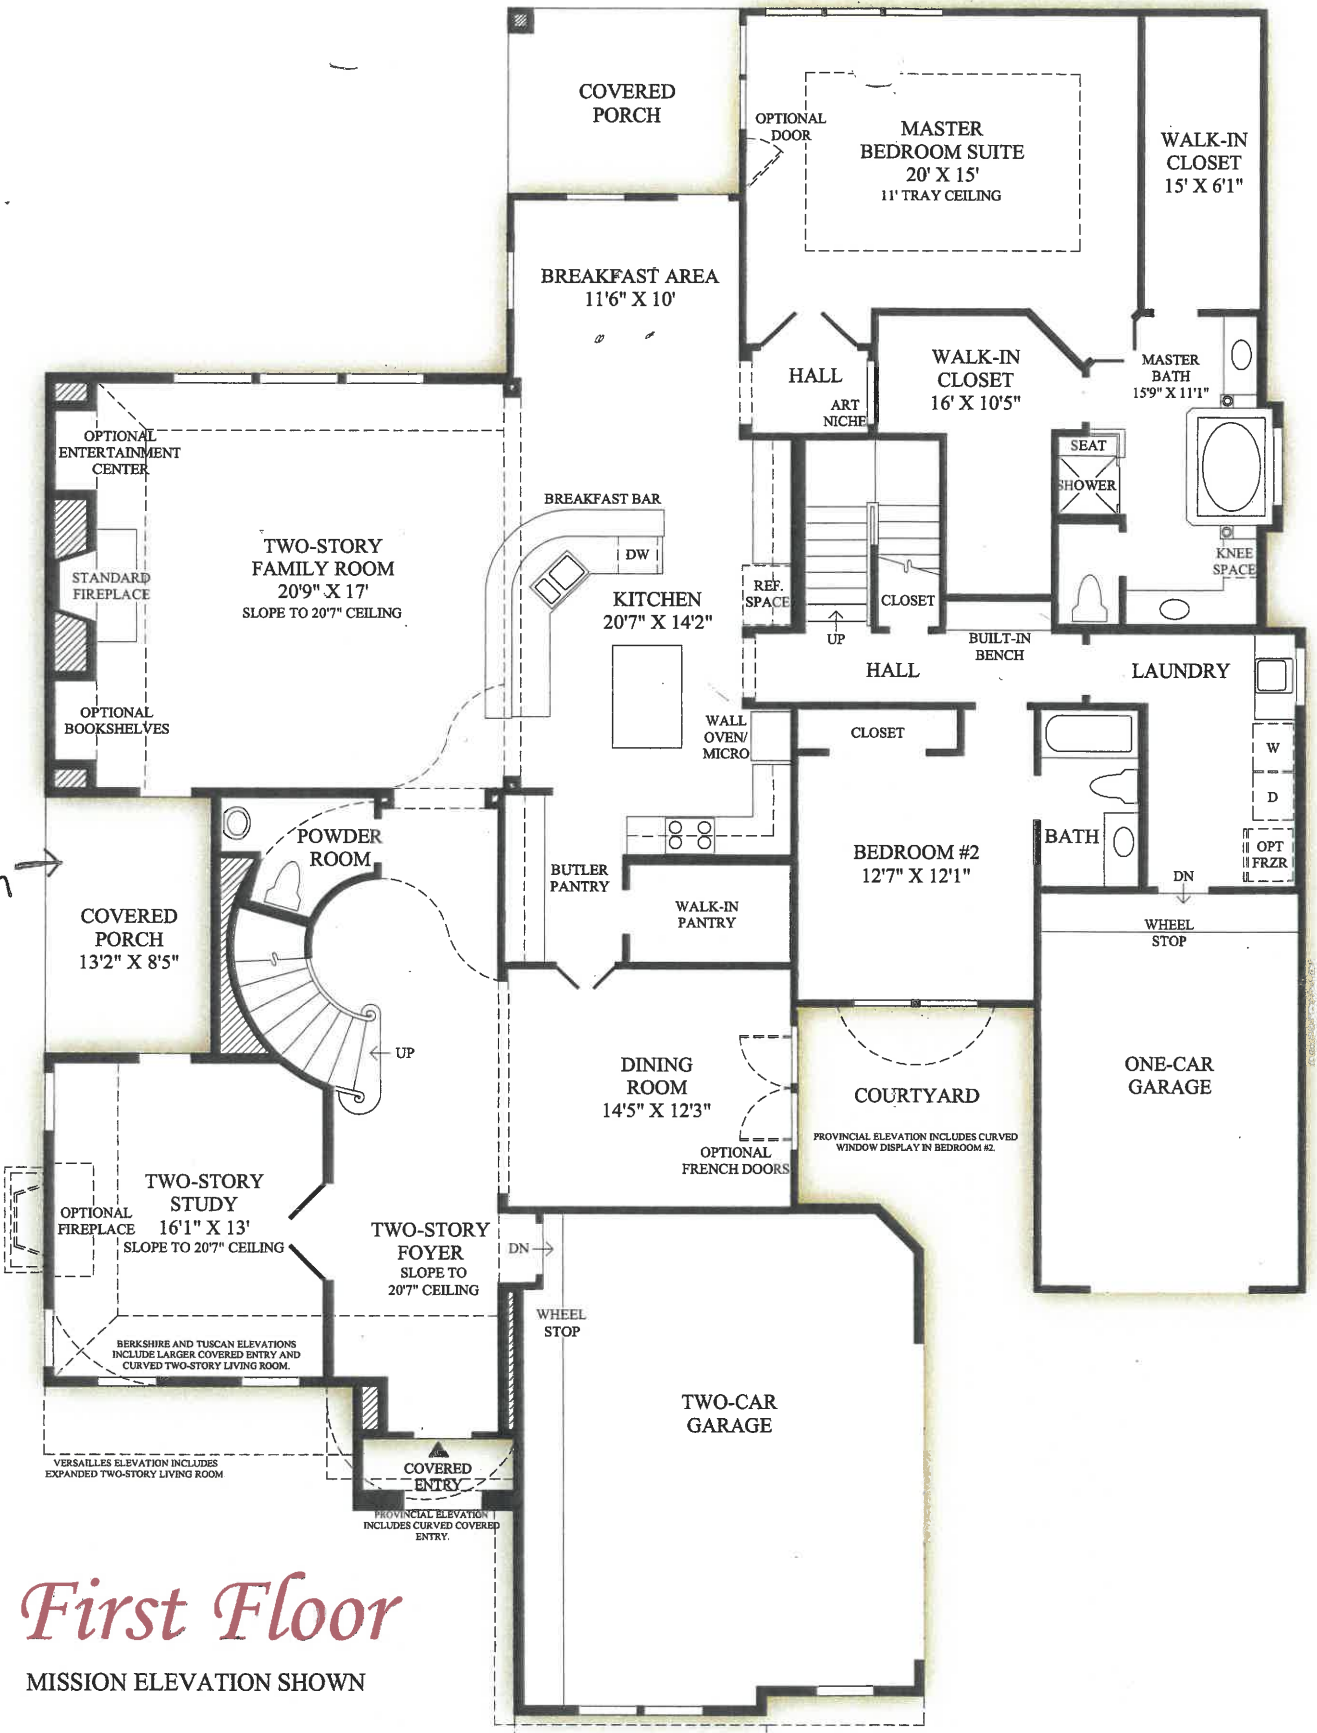 COVERED
PORCH
OPTIONAL
DOOR
MASTER
BEDROOM SUITE
20' X 15'
11' TRAY CEILING
WALK-IN
CLOSET
15' X 6'1"
BREAKFAST AREA
11'6" X 10'
HALL
ART
NICHE
WALK-IN
CLOSET
16' X 10'5"
MASTER
BATH
15'9" X 11'1"
OPTIONAL
ENTERTAINMENT
CENTER
SEAT
SHOWER
BREAKFAST BAR
DW
TWO-STORY
FAMILY ROOM
20'9" X 17'
SLOPE TO 20'7" CEILING
STANDARD
FIREPLACE
KITCHEN
20'7" X 14'2"
REF.
SPACE
CLOSET
KNEE
SPACE
UP
BUILT-IN
BENCH
HALL
LAUNDRY
OPTIONAL
BOOKSHELVES
WALL
OVEN/
MICRO
CLOSET
W
D
POWDER
ROOM
BEDROOM #2
12'7" X 12'1"
BATH
OPT
FRZR
BUTLER
PANTRY
WALK-IN
PANTRY
DN
WHEEL
STOP
COVERED
PORCH
13'2" X 8'5"
UP
DINING
ROOM
14'5" X 12'3"
OPTIONAL
FRENCH DOORS
COURTYARD
PROVINCIAL ELEVATION INCLUDES CURVED
WINDOW DISPLAY IN BEDROOM #2.
ONE-CAR
GARAGE
TWO-STORY
STUDY
16'1" X 13'
SLOPE TO 20'7" CEILING
OPTIONAL
FIREPLACE
TWO-STORY
FOYER
SLOPE TO
20'7" CEILING
DN
WHEEL
STOP
BERKSHIRE AND TUSCAN ELEVATIONS
INCLUDE LARGER COVERED ENTRY AND
CURVED TWO-STORY LIVING ROOM.
TWO-CAR
GARAGE
VERSAILLES ELEVATION INCLUDES
EXPANDED TWO-STORY LIVING ROOM
COVERED
ENTRY
PROVINCIAL ELEVATION
INCLUDES CURVED COVERED
ENTRY.
First Floor
MISSION ELEVATION SHOWN